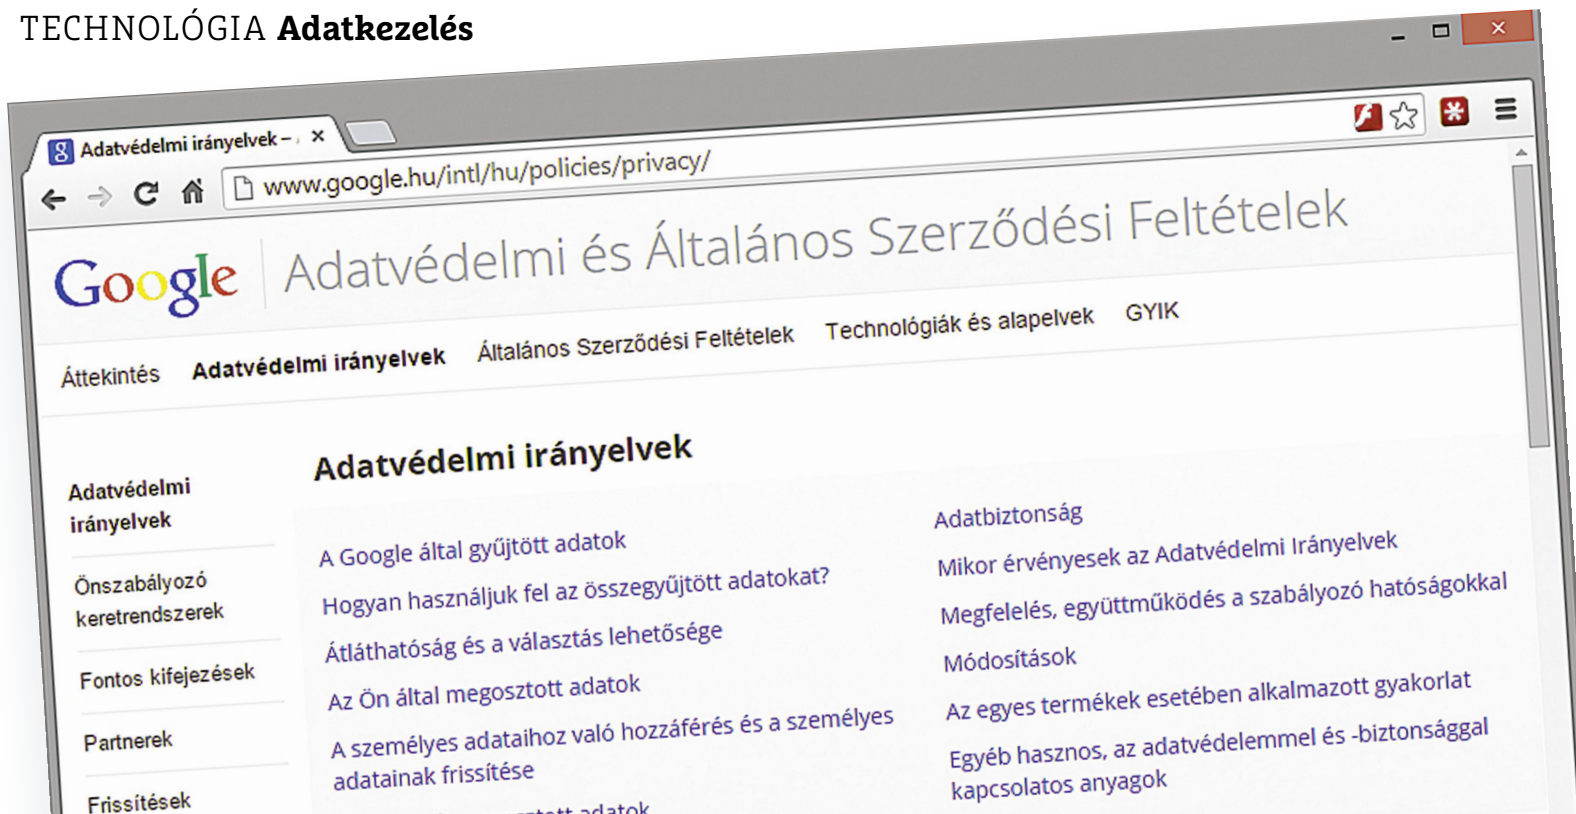 TECHNOLÓGIA Adatkezelés
Adatvédelmi irányelvek –
www.google.hu/intl/hu/policies/privacy/
Google
Adatvédelmi és Általános Szerződési Feltételek
Áttekintés
Adatvédelmi irányelvek
Általános Szerződési Feltételek
Technológiák és alapelvek
GYIK
Adatvédelmi
irányelvek
Önszabályozó
keretrendszerek
Fontos kifejezések
Partnerek
Frissítések
Adatvédelmi irányelvek
A Google által gyűjtött adatok
Hogyan használjuk fel az összegyűjtött adatokat?
Átláthatóság és a választás lehetősége
Az Ön által megosztott adatok
A személyes adataihoz való hozzáférés és a személyes
adatainak frissítése
adatok
Adatbiztonság
Mikor érvényesek az Adatvédelmi Irányelvek
Megfelelés, együttműködés a szabályozó hatóságokkal
Módosítások
Az egyes termékek esetében alkalmazott gyakorlat
Egyéb hasznos, az adatvédelemmel és -biztonsággal
kapcsolatos anyagok